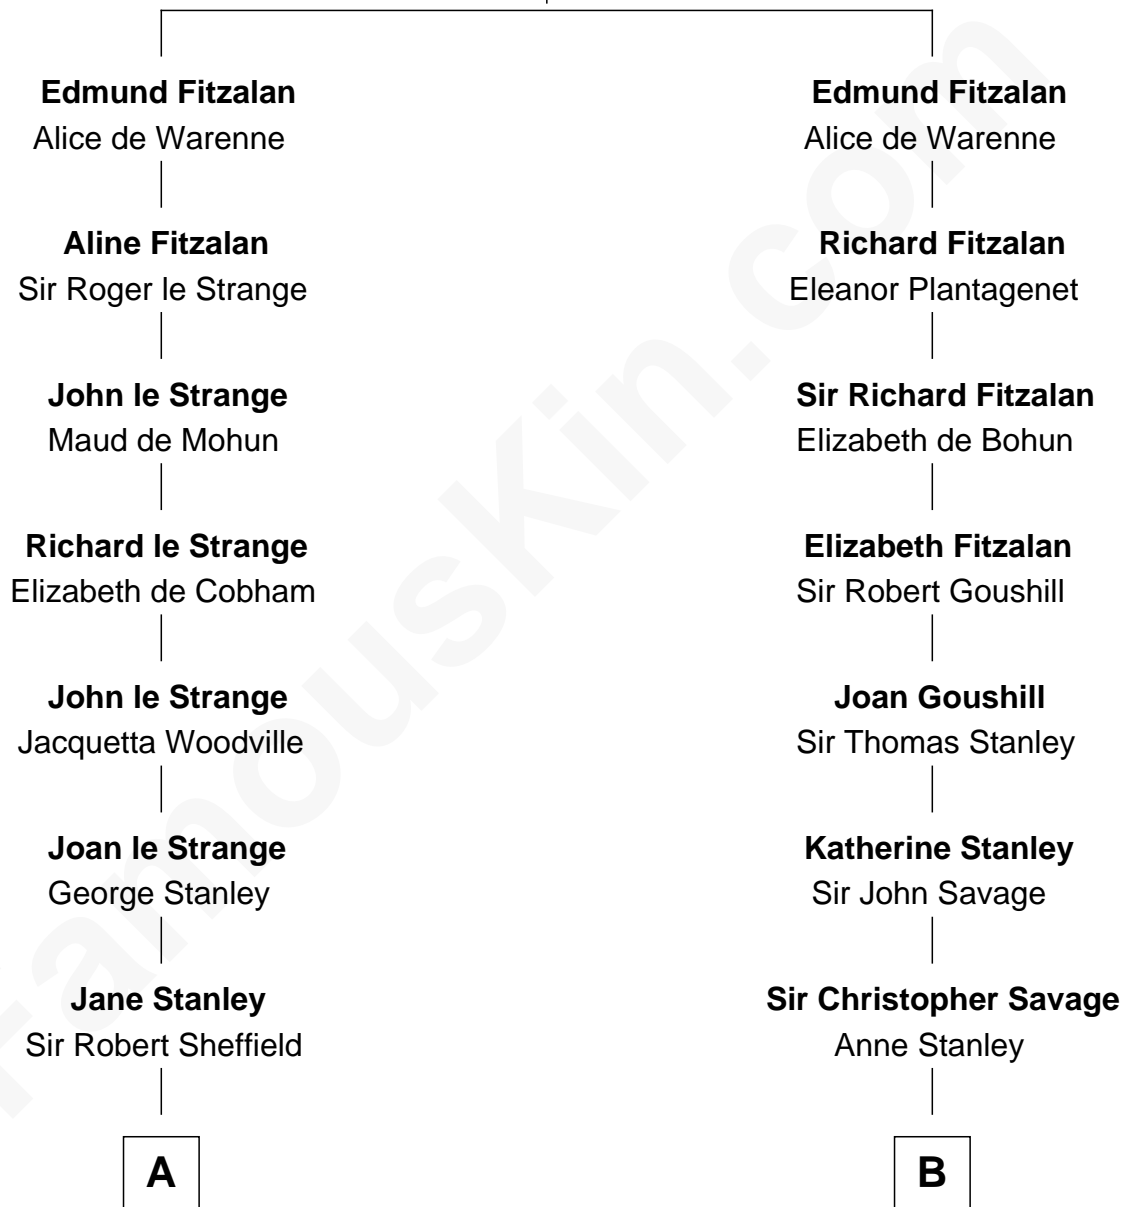 Edmund Fitzalan
Alice de Warenne
Aline Fitzalan
Sir Roger le Strange
John le Strange
Maud de Mohun
Richard le Strange
Elizabeth de Cobham
John le Strange
Jacquetta Woodville
Joan le Strange
George Stanley
Jane Stanley
Sir Robert Sheffield
A
Edmund Fitzalan
Alice de Warenne
Richard Fitzalan
Eleanor Plantagenet
Sir Richard Fitzalan
Elizabeth de Bohun
Elizabeth Fitzalan
Sir Robert Goushill
Joan Goushill
Sir Thomas Stanley
Katherine Stanley
Sir John Savage
Sir Christopher Savage
Anne Stanley
B
FamousKin.com